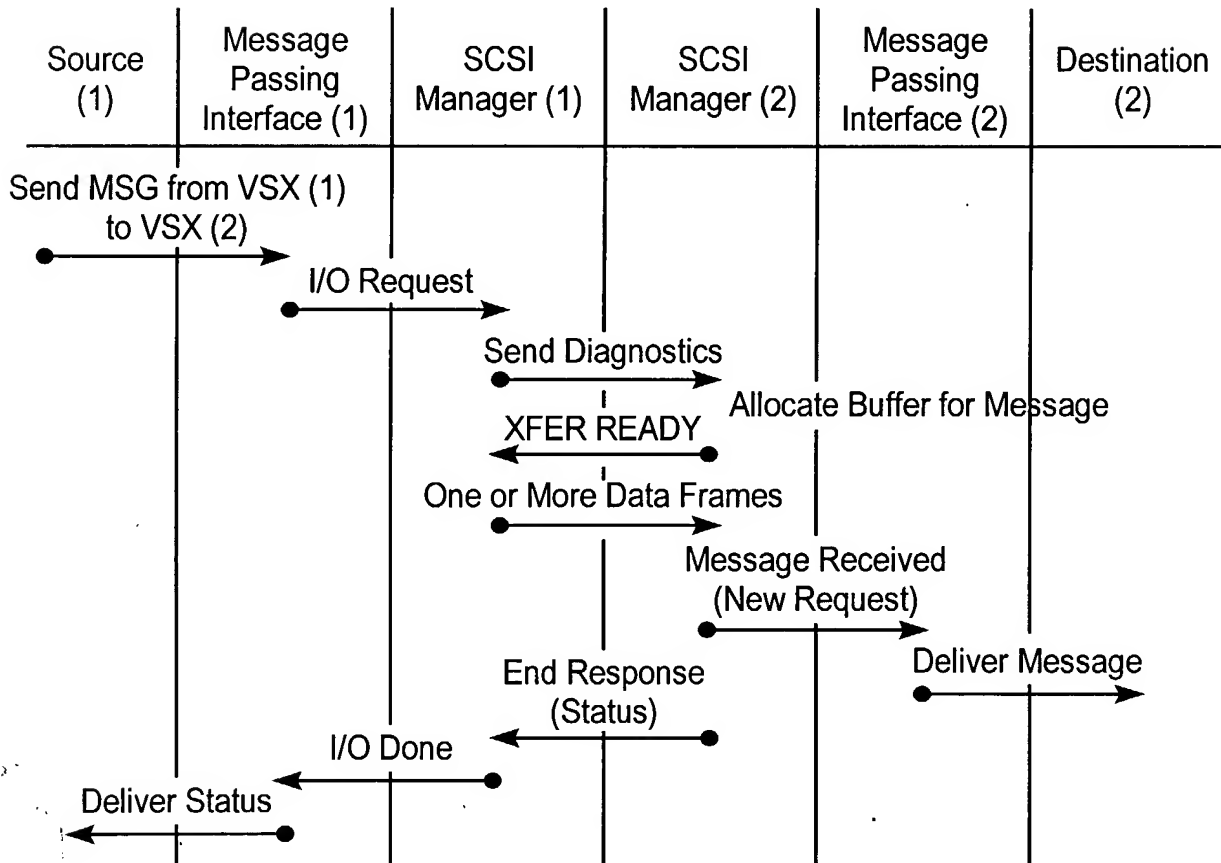 Source
(1)
Message
Passing
Interface (1)
SCSI
Manager (1)
SCSI
Manager (2)
Message
Passing
Interface (2)
Destination
(2)
Send MSG from VSX (1)
to VSX (2)
I/O Request
Send Diagnostics
Allocate Buffer for Message
XFER READY
One or More Data Frames
Message Received
(New Request)
Deliver Message
End Response
(Status)
I/O Done
Deliver Status